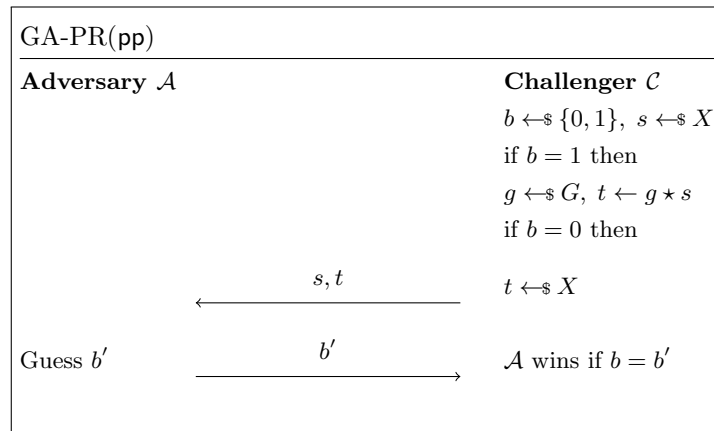 GA-PR(pp)
Adversary 𝒜 Challenger 𝒞
b ←$ {0, 1}, s ←$ X
if b = 1 then
g ←$ G, t ← g ⋆ s
if b = 0 then
s, t
t ←$ X
Guess b′ b′ 𝒜 wins if b = b′